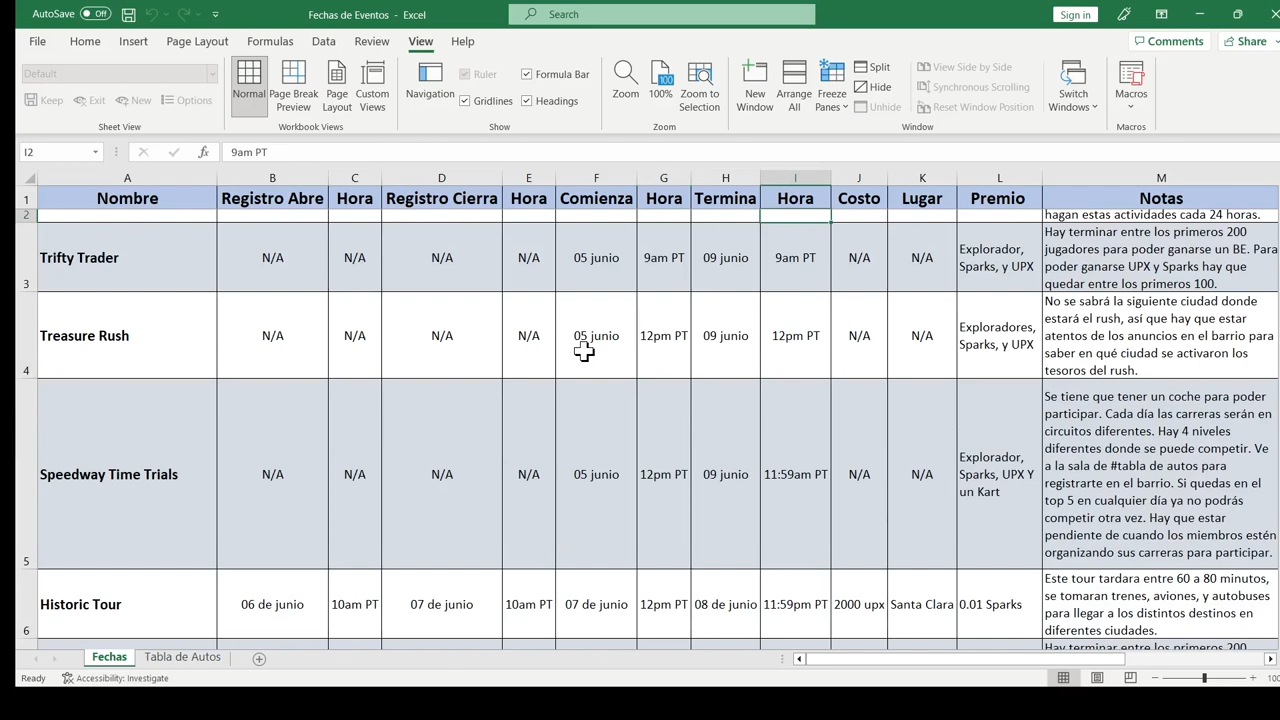 AutoSave Off Fechas de Eventos - Excel Search Sign in
File Home Insert Page Layout Formulas Data Review View Help Comments Share
Default
Keep Exit New Options
Sheet View
Normal Page Break Preview Page Layout Custom Views
Workbook Views
Navigation Ruler Formula Bar
Gridlines Headings
Show
Zoom 100 100% Zoom to Selection
Zoom
New Window Arrange All Freeze Panes Split
Hide
Unhide
View Side by Side
Synchronous Scrolling
Reset Window Position
Switch Windows
Window
Macros
Macros
I2 fx 9am PT
A B C D E F G H I J K L M
1 Nombre Registro Abre Hora Registro Cierra Hora Comienza Hora Termina Hora Costo Lugar Premio Notas
2 hagan estas actividades cada 24 horas.
3 Trifty Trader N/A N/A N/A N/A 05 junio 9am PT 09 junio 9am PT N/A N/A
Explorador,
Sparks, y UPX
Hay terminar entre los primeros 200
jugadores para poder ganarse un BE. Para
poder ganarse UPX y Sparks hay que
quedar entre los primeros 100.
4 Treasure Rush N/A N/A N/A N/A 05 junio 12pm PT 09 junio 12pm PT N/A N/A
Exploradores,
Sparks, y UPX
No se sabrá la siguiente ciudad donde
estará el rush, así que hay que estar
atentos de los anuncios en el barrio para
saber en qué ciudad se activaron los
tesoros del rush.
5 Speedway Time Trials N/A N/A N/A N/A 05 junio 12pm PT 09 junio 11:59am PT N/A N/A
Explorador,
Sparks, UPX Y
un Kart
Se tiene que tener un coche para poder
participar. Cada día las carreras serán en
circuitos diferentes. Hay 4 niveles
diferentes donde se puede competir. Ve
a la sala de #tabla de autos para
registrarte en el barrio. Si quedas en el
top 5 en cualquier día ya no podrás
competir otra vez. Hay que estar
pendiente de cuando los miembros estén
organizando sus carreras para participar.
6 Historic Tour 06 de junio 10am PT 07 de junio 10am PT 07 de junio 12pm PT 08 de junio 11:59pm PT 2000 upx Santa Clara 0.01 Sparks
Este tour tardara entre 60 a 80 minutos,
se tomaran trenes, aviones, y autobuses
para llegar a los distintos destinos en
diferentes ciudades.
Hay terminar entre los primeros 200
Fechas Tabla de Autos
Ready Accessibility: Investigate 100